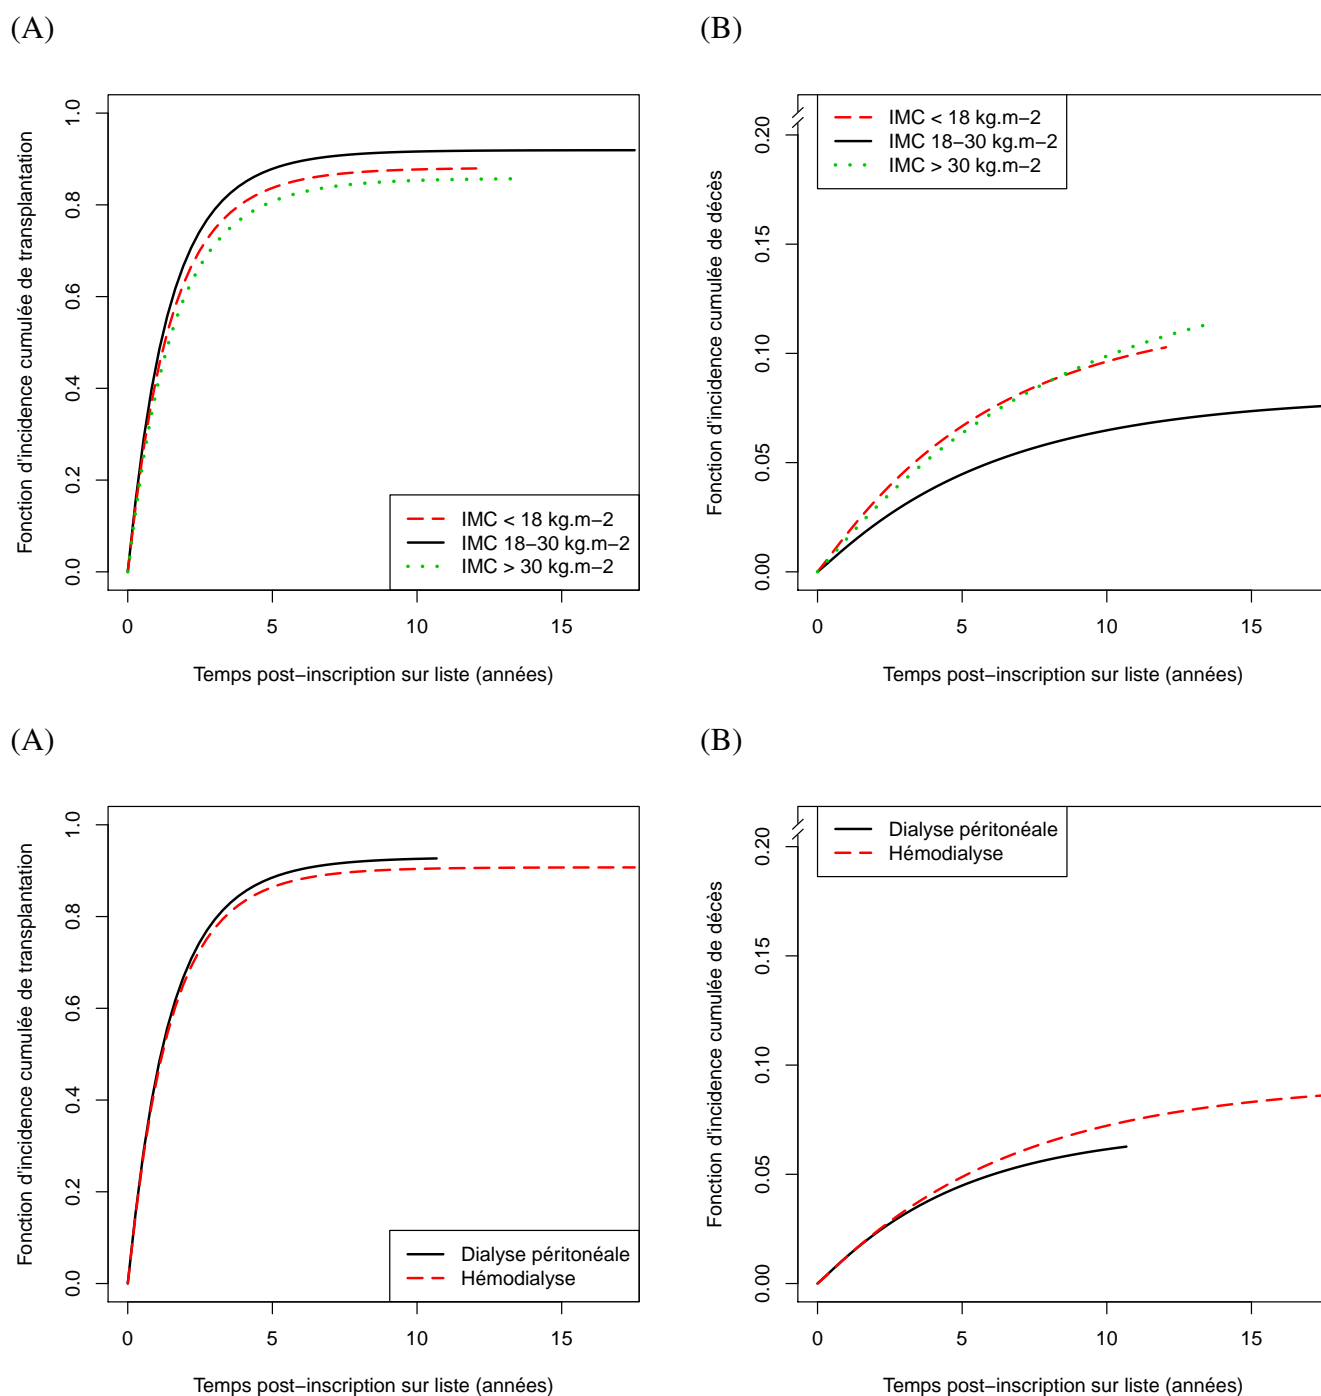 (A)
Fonction d'incidence cumulée de transplantation
0.0 0.2 0.4 0.6 0.8 1.0
IMC < 18 kg.m−2
IMC 18−30 kg.m−2
IMC > 30 kg.m−2
0 5 10 15
Temps post−inscription sur liste (années)
(B)
Fonction d'incidence cumulée de décès
0.00 0.05 0.10 0.15 0.20
IMC < 18 kg.m−2
IMC 18−30 kg.m−2
IMC > 30 kg.m−2
0 5 10 15
Temps post−inscription sur liste (années)
(A)
Fonction d'incidence cumulée de transplantation
0.0 0.2 0.4 0.6 0.8 1.0
Dialyse péritonéale
Hémodialyse
0 5 10 15
Temps post−inscription sur liste (années)
(B)
Fonction d'incidence cumulée de décès
0.00 0.05 0.10 0.15 0.20
Dialyse péritonéale
Hémodialyse
0 5 10 15
Temps post−inscription sur liste (années)